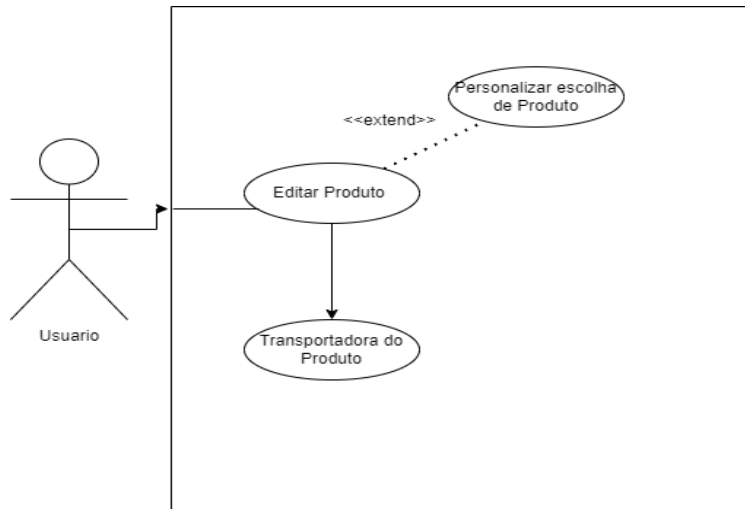 Personalizar escolha
de Produto
<<extend>>
Editar Produto
Usuario
Transportadora do
Produto